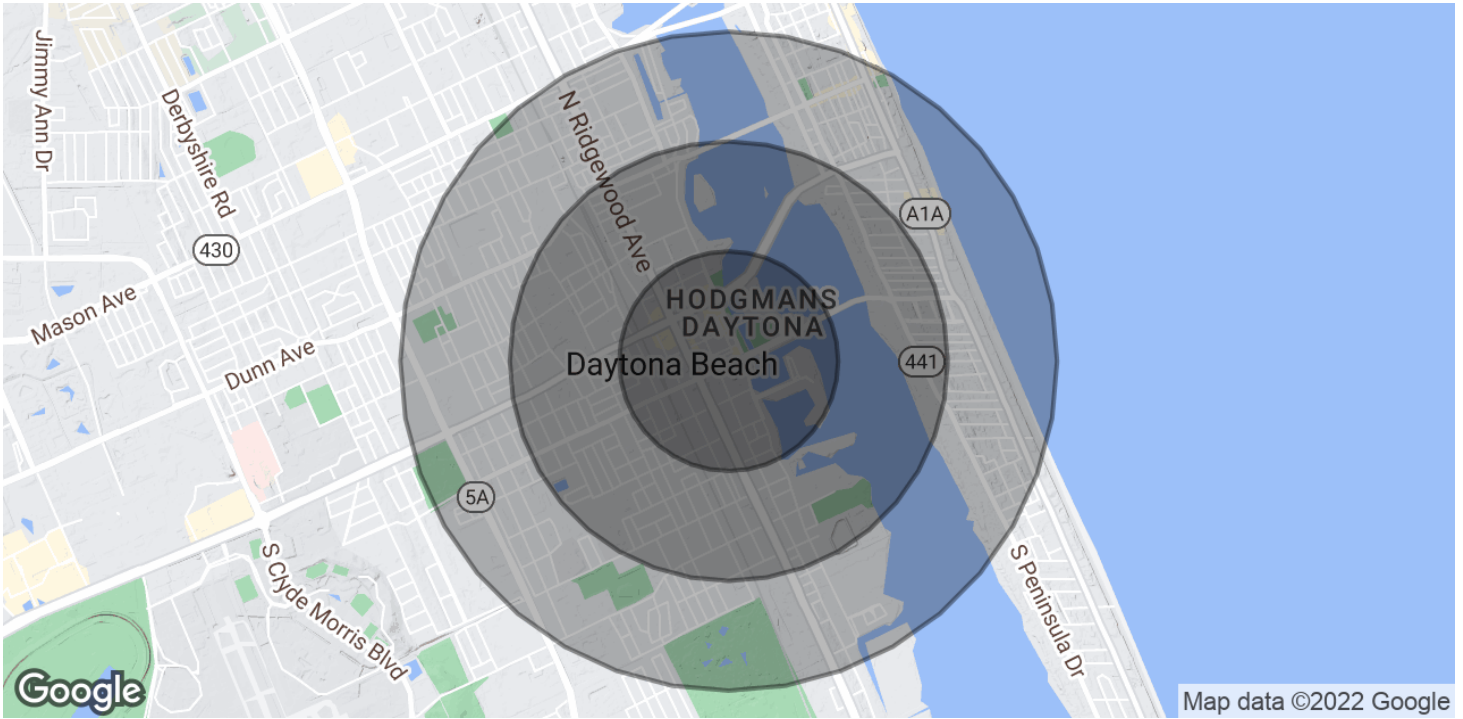 Jimmy Ann Dr
Derbyshire Rd
N Ridgewood Ave
A1A
430
HODGMANS
DAYTONA
Mason Ave
Dunn Ave
Daytona Beach
441
5A
S Clyde Morris Blvd
S Peninsula Dr
Google
Map data ©2022 Google